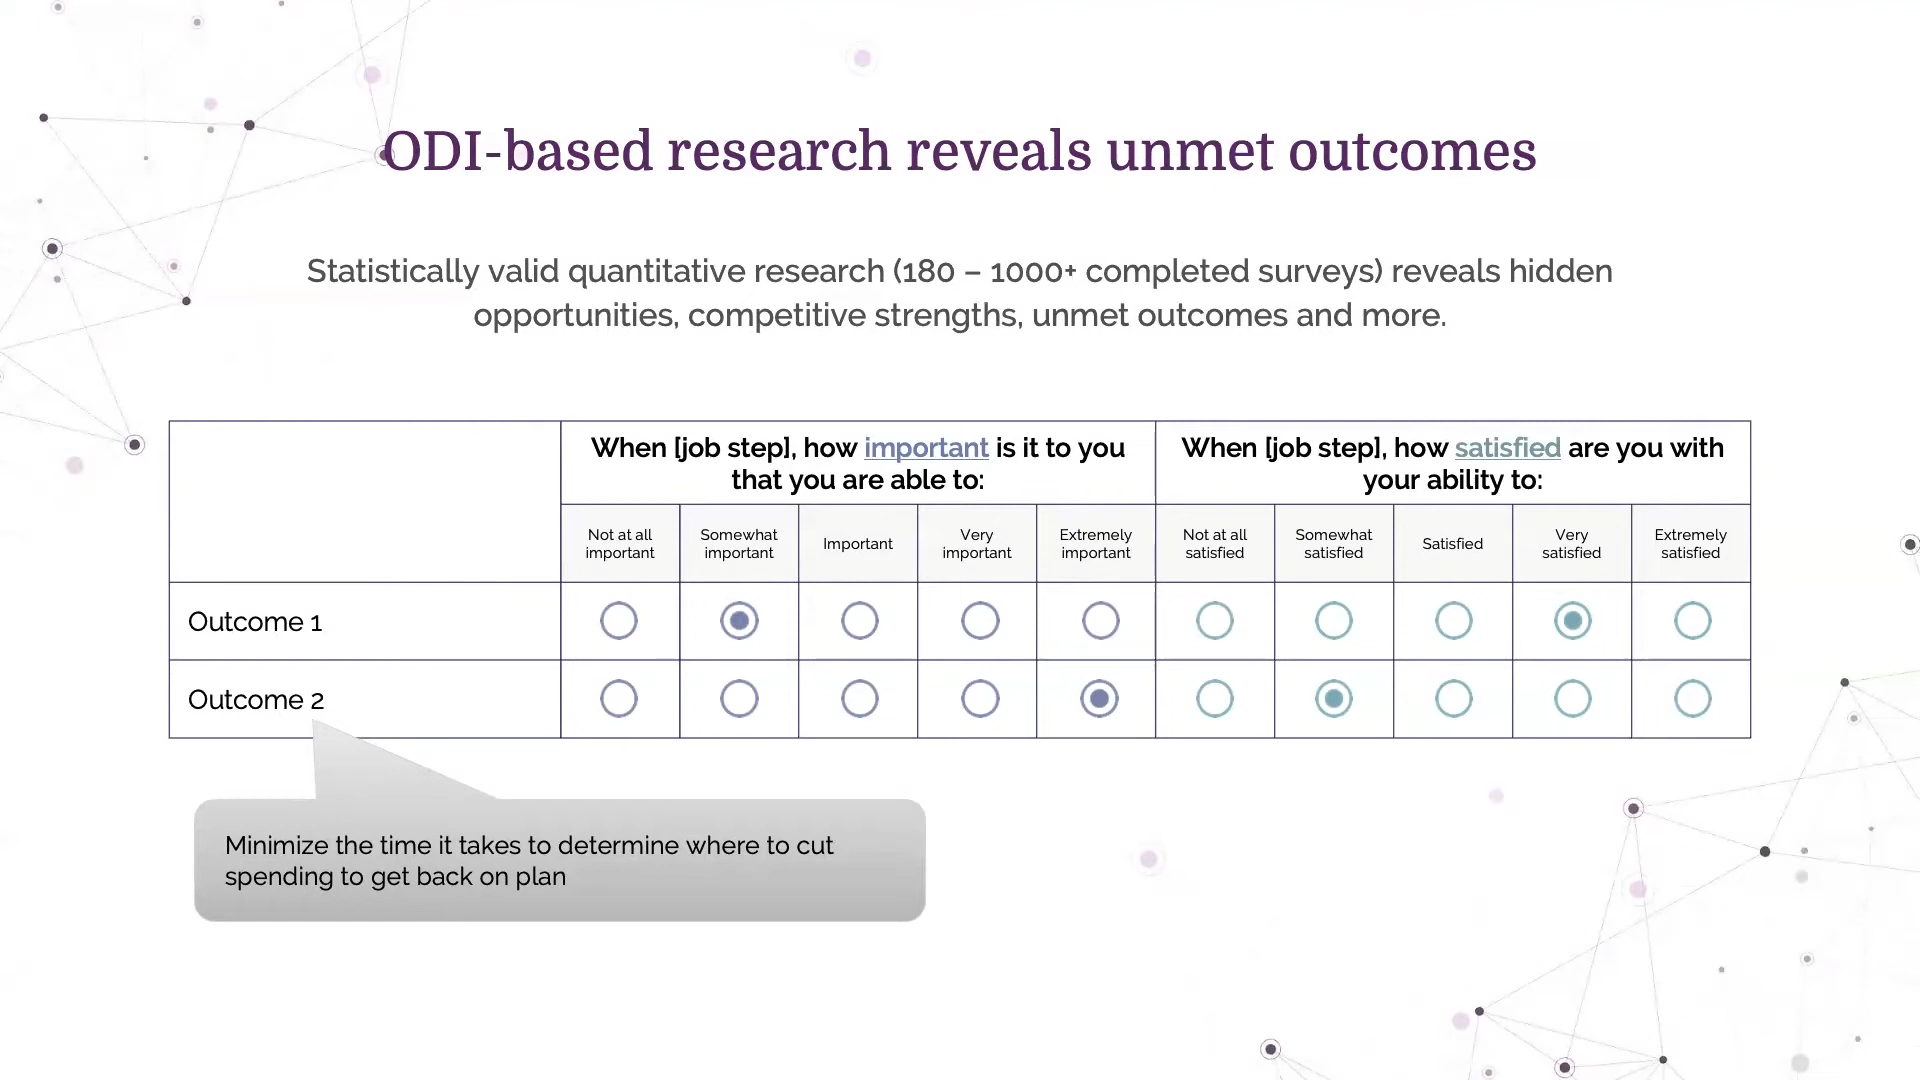 ODI-based research reveals unmet outcomes
Statistically valid quantitative research (180 – 1000+ completed surveys) reveals hidden
opportunities, competitive strengths, unmet outcomes and more.
When [job step], how important is it to you
that you are able to:
When [job step], how satisfied are you with
your ability to:
Not at all
important
Somewhat
important
Important
Very
important
Extremely
important
Not at all
satisfied
Somewhat
satisfied
Satisfied
Very
satisfied
Extremely
satisfied
Outcome 1
Outcome 2
Minimize the time it takes to determine where to cut
spending to get back on plan